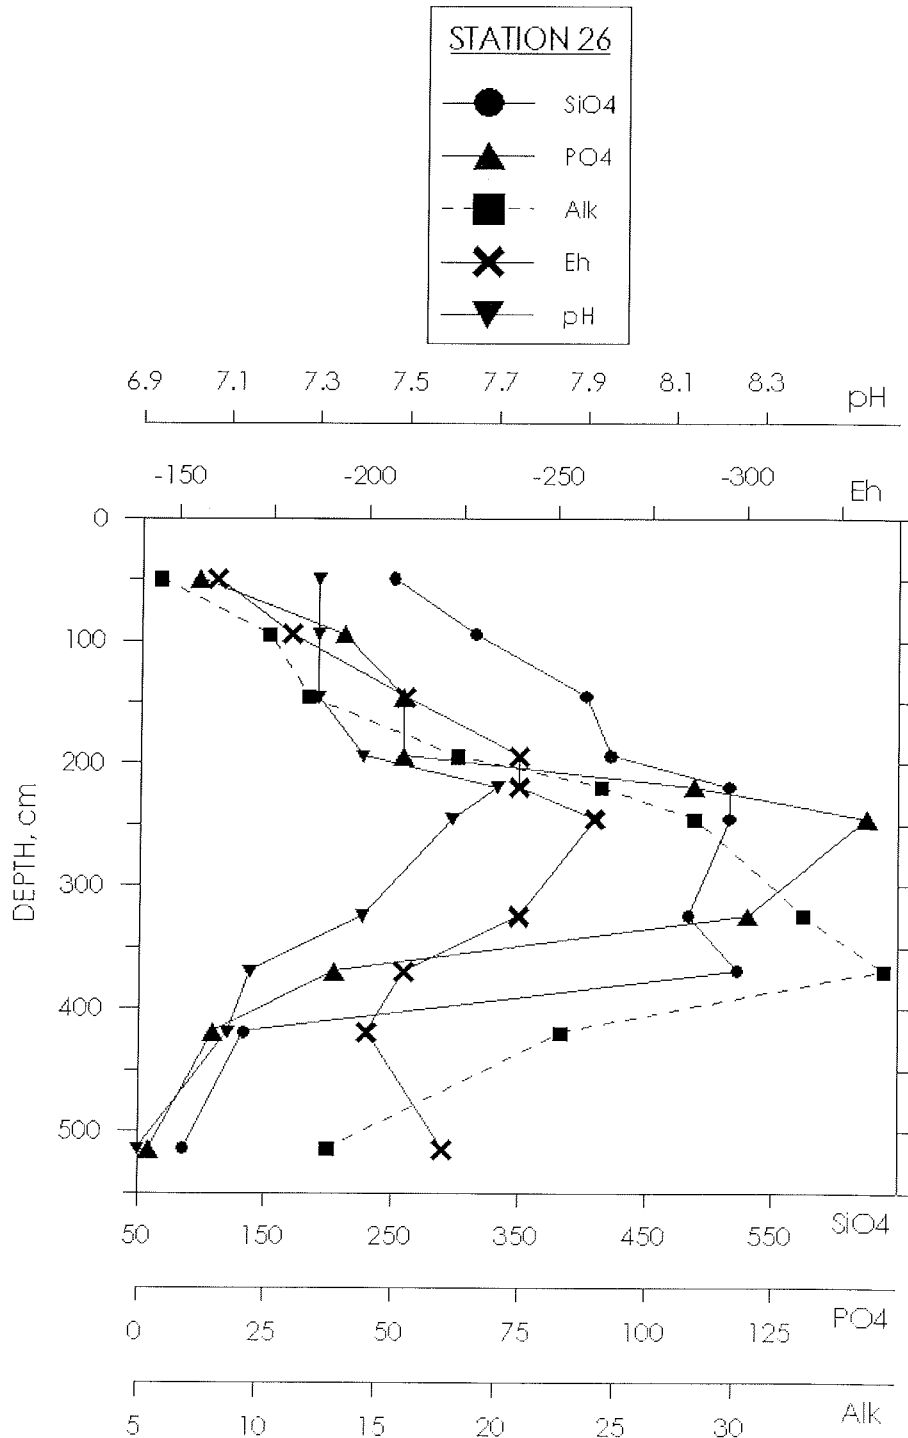 STATION 26
SiO4
PO4
Alk
Eh
pH
6.9 7.1 7.3 7.5 7.7 7.9 8.1 8.3 pH
-150 -200 -250 -300 Eh
0
100
200
300
400
500
DEPTH, cm
50 150 250 350 450 550 SiO4
0 25 50 75 100 125 PO4
5 10 15 20 25 30 Alk